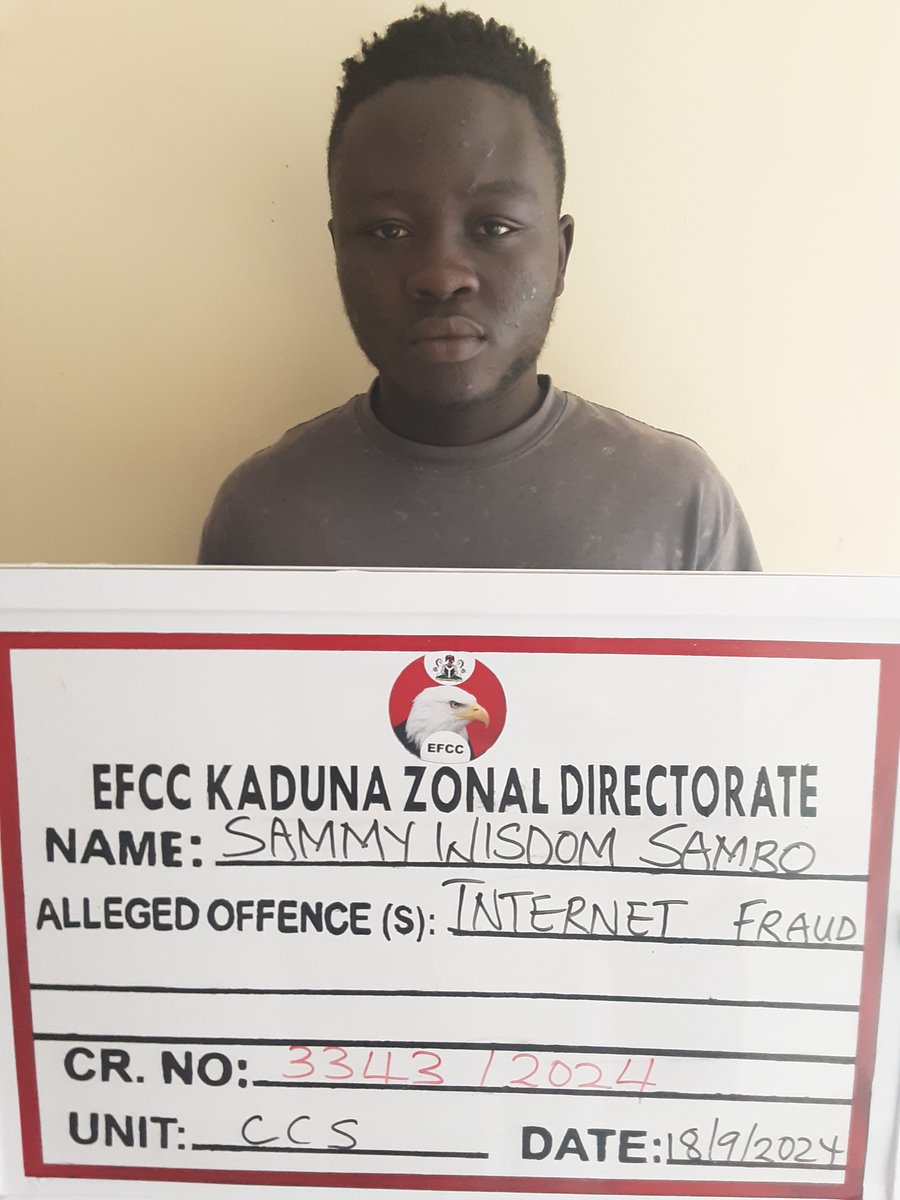 EFCC
EFCC KADUNA ZONAL DIRECTORATE
NAME: SAMMY WISDOM SAMBO
ALLEGED OFFENCE (S): INTERNET FRAUD
CR. NO: 3343 / 2024
UNIT: CCS DATE: 18/9/2024